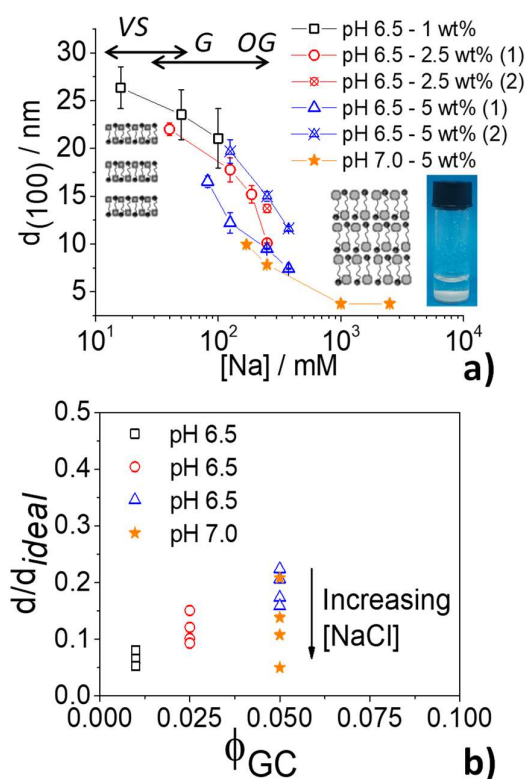 VS G OG
pH 6.5 - 1 wt%
pH 6.5 - 2.5 wt% (1)
pH 6.5 - 2.5 wt% (2)
pH 6.5 - 5 wt% (1)
pH 6.5 - 5 wt% (2)
pH 7.0 - 5 wt%
d(100) / nm
30
25
20
15
10
5
10^1 10^2 10^3 10^4
[Na] / mM
a)
d/d_ideal
0.5
0.4
0.3
0.2
0.1
0.0
pH 6.5
pH 6.5
pH 6.5
pH 7.0
Increasing
[NaCl]
0.000 0.025 0.050 0.075 0.100
ϕGC
b)